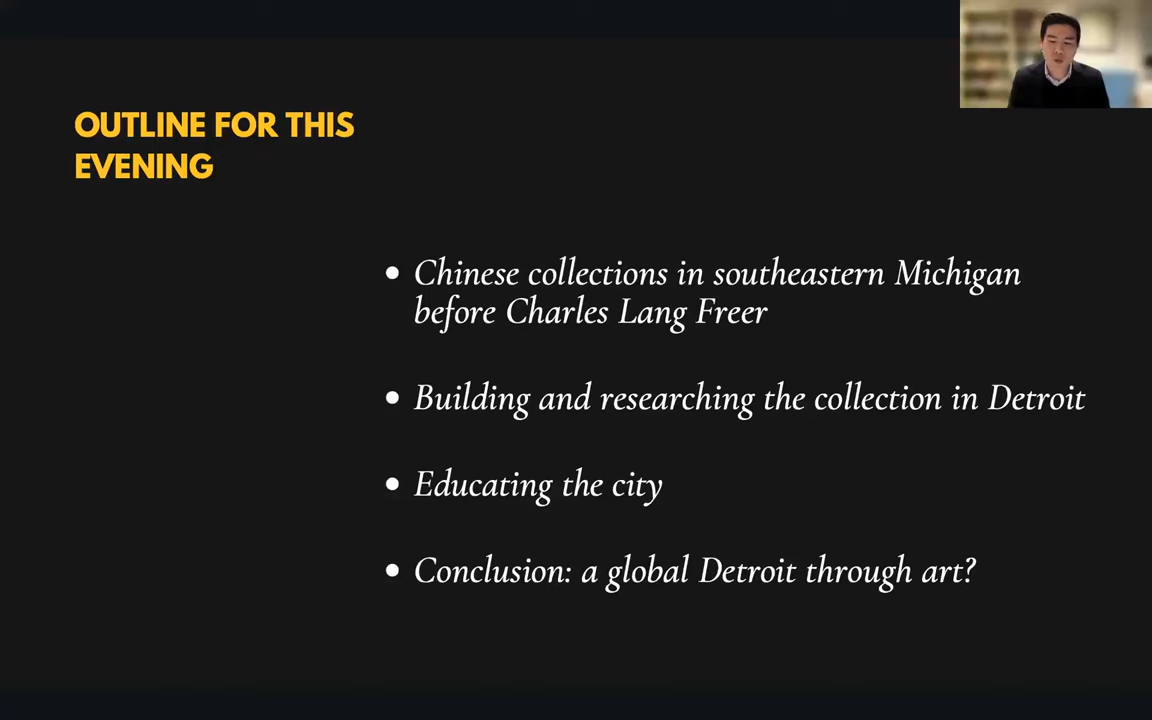 OUTLINE FOR THIS
EVENING
• Chinese collections in southeastern Michigan
before Charles Lang Freer
• Building and researching the collection in Detroit
• Educating the city
• Conclusion: a global Detroit through art?